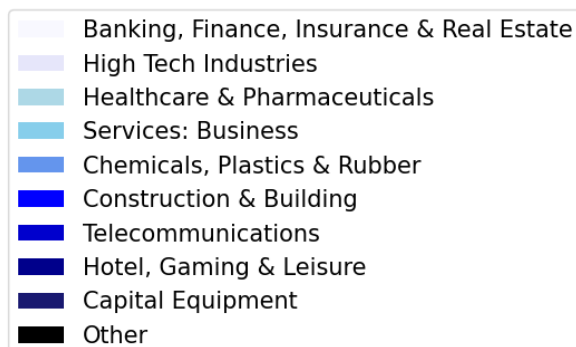 Banking, Finance, Insurance & Real Estate
High Tech Industries
Healthcare & Pharmaceuticals
Services: Business
Chemicals, Plastics & Rubber
Construction & Building
Telecommunications
Hotel, Gaming & Leisure
Capital Equipment
Other